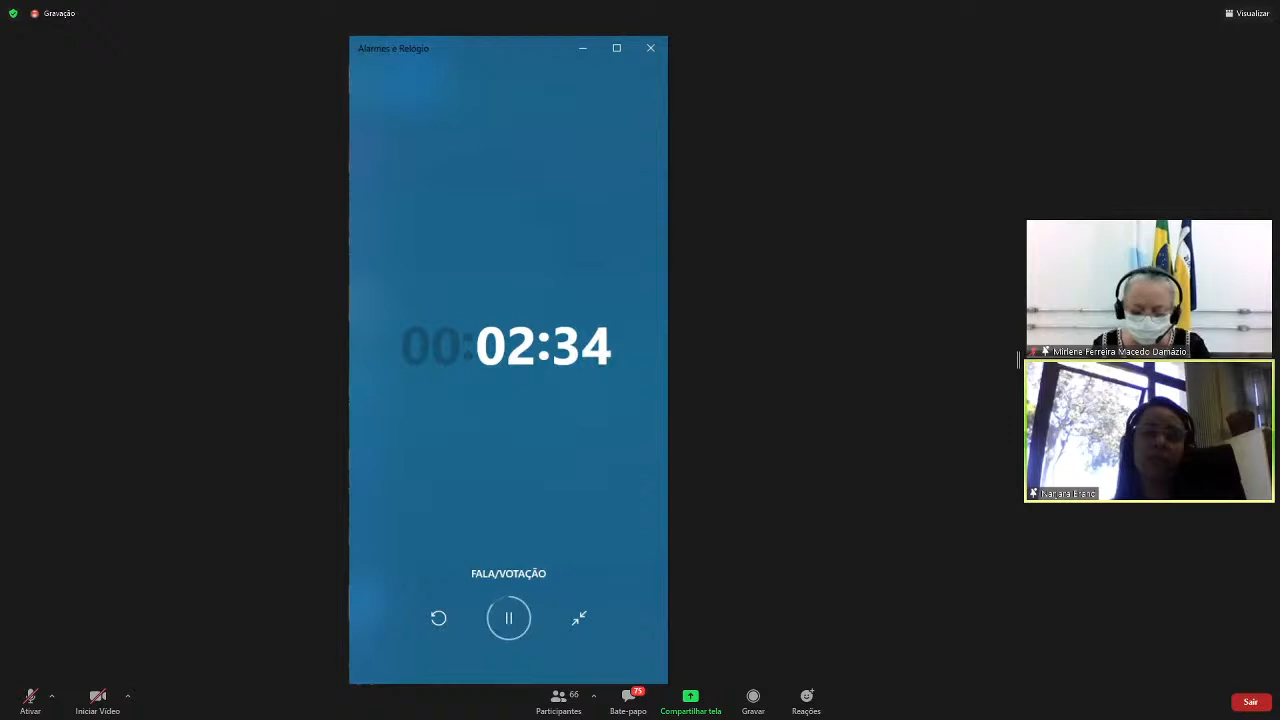 Gravação
Visualizar
Alarmes e Relógio
00:02:34
Mirlene Ferreira Macedo Damázio
FALA/VOTAÇÃO
66
75
Ativar
Iniciar Vídeo
Participantes
Bate-papo
Compartilhar tela
Gravar
Reações
Sair